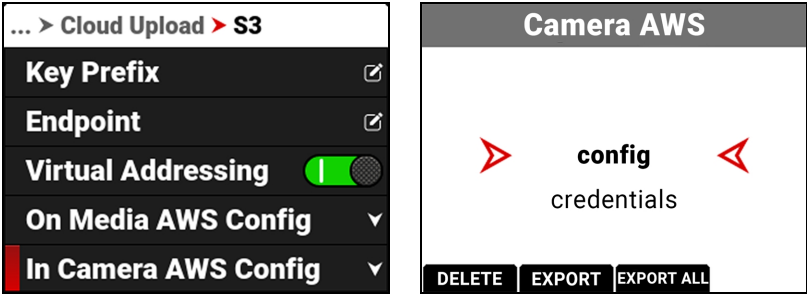 ... > Cloud Upload > S3
Key Prefix
Endpoint
Virtual Addressing
On Media AWS Config
In Camera AWS Config
Camera AWS
config
credentials
DELETE EXPORT EXPORT ALL